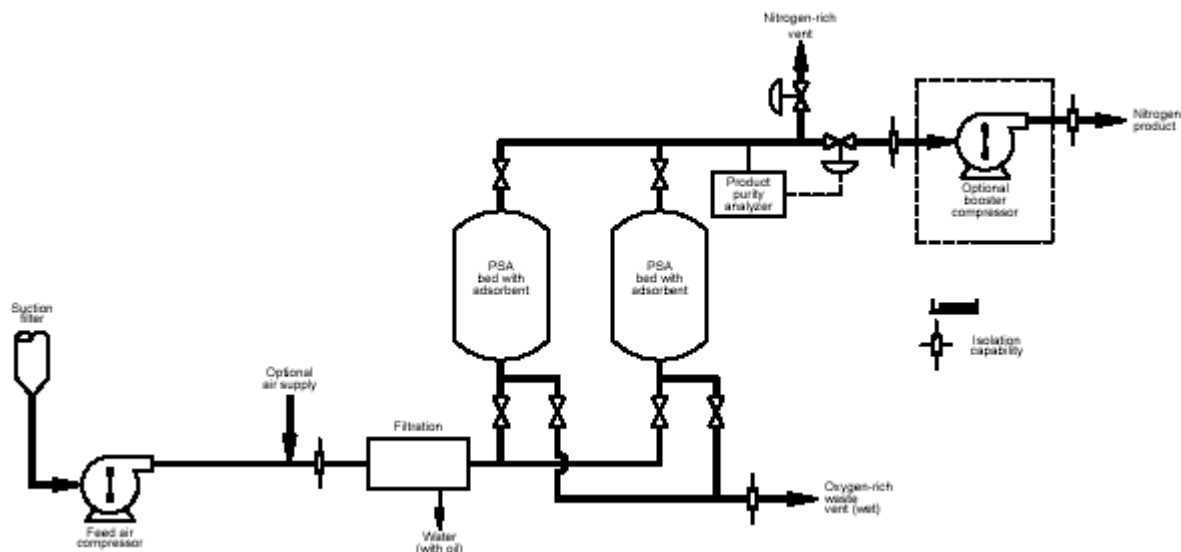 Nitrogen-rich
vent
Nitrogen
product
Product
purity
analyzer
Optional
booster
compressor
PSA
bed with
adsorbent
PSA
bed with
adsorbent
Suction
filter
Isolation
capability
Optional
air supply
Filtration
Oxygen-rich
waste
vent (wet)
Feed air
compressor
Water
(with oil)